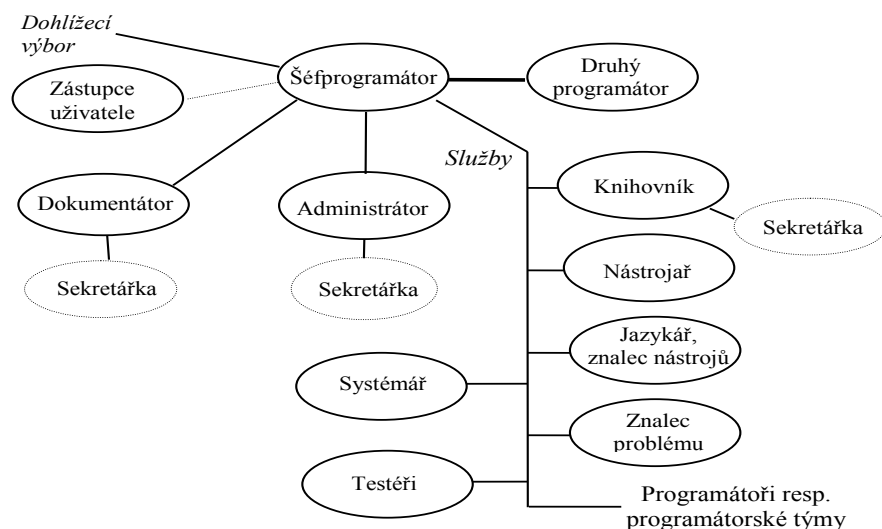 Dohlížecí
výbor
Šéfprogramátor
Druhý
programátor
Zástupce
uživatele
Služby
Dokumentátor
Administrátor
Knihovník
Sekretářka
Sekretářka
Sekretářka
Nástrojař
Jazykář,
znalec nástrojů
Systémář
Znalec
problému
Testéři
Programátoři resp.
programátorské týmy